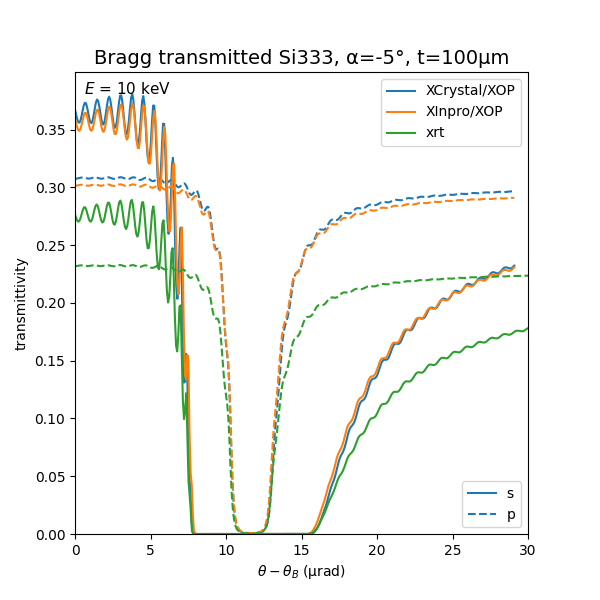 Bragg transmitted Si333, α=-5°, t=100μm
E = 10 keV
XCrystal/XOP
XInpro/XOP
xrt
transmittivity
0.35
0.30
0.25
0.20
0.15
0.10
0.05
0.00
s
p
0 5 10 15 20 25 30
θ − θB (μrad)